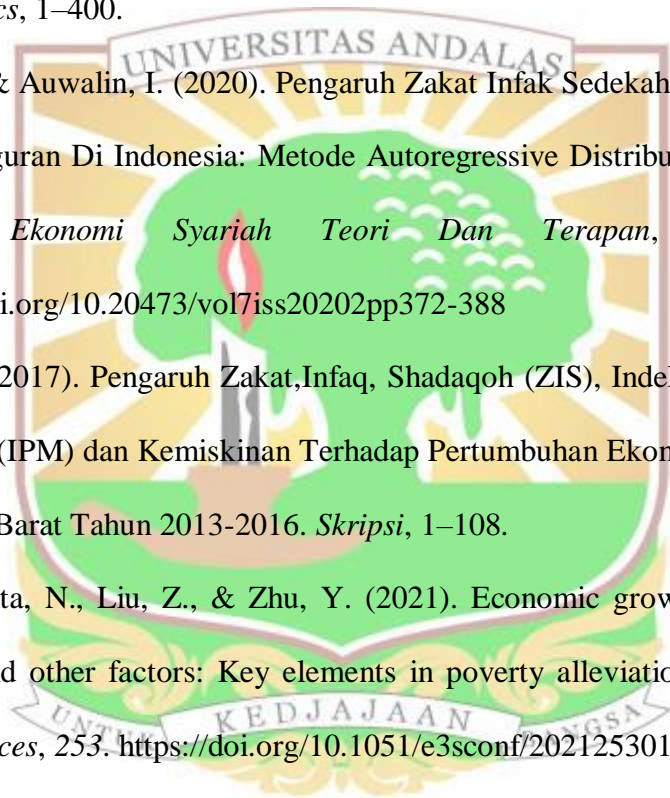 cs, 1–400.
UNIVERSITAS ANDALAS
& Auwalin, I. (2020). Pengaruh Zakat Infak Sedekah
guran Di Indonesia: Metode Autoregressive Distribu
Ekonomi Syariah Teori Dan Terapan,
i.org/10.20473/vol7iss20202pp372-388
2017). Pengaruh Zakat,Infaq, Shadaqoh (ZIS), Inde
(IPM) dan Kemiskinan Terhadap Pertumbuhan Ekon
Barat Tahun 2013-2016. Skripsi, 1–108.
ta, N., Liu, Z., & Zhu, Y. (2021). Economic grow
d other factors: Key elements in poverty alleviatio
UNTUK KEDJAJAAN BANGSA
ces, 253. https://doi.org/10.1051/e3sconf/202125301